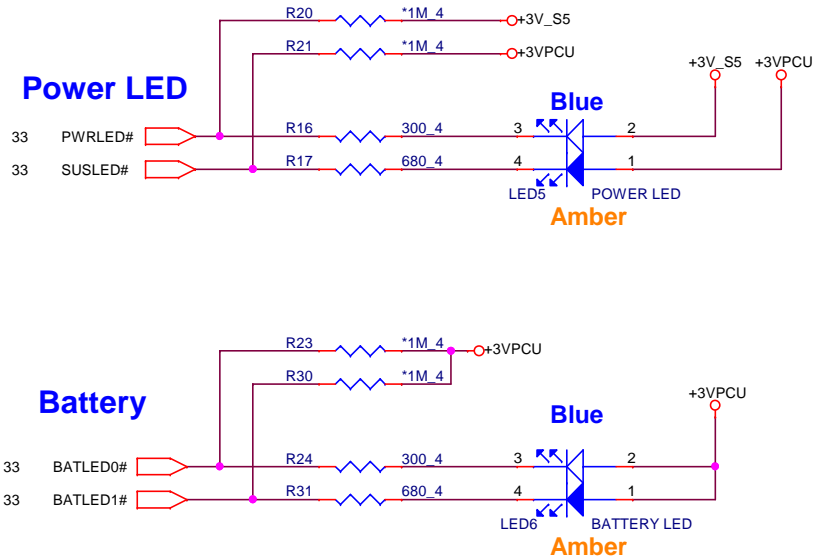 R20 *1M_4 +3V_S5
R21 *1M_4 +3VPCU
+3V_S5 +3VPCU
Power LED
Blue
33 PWRLED# R16 300_4 3 2
33 SUSLED# R17 680_4 4 1
LED5 POWER LED
Amber
R23 *1M_4 +3VPCU
R30 *1M_4
+3VPCU
Battery
Blue
33 BATLED0# R24 300_4 3 2
33 BATLED1# R31 680_4 4 1
LED6 BATTERY LED
Amber